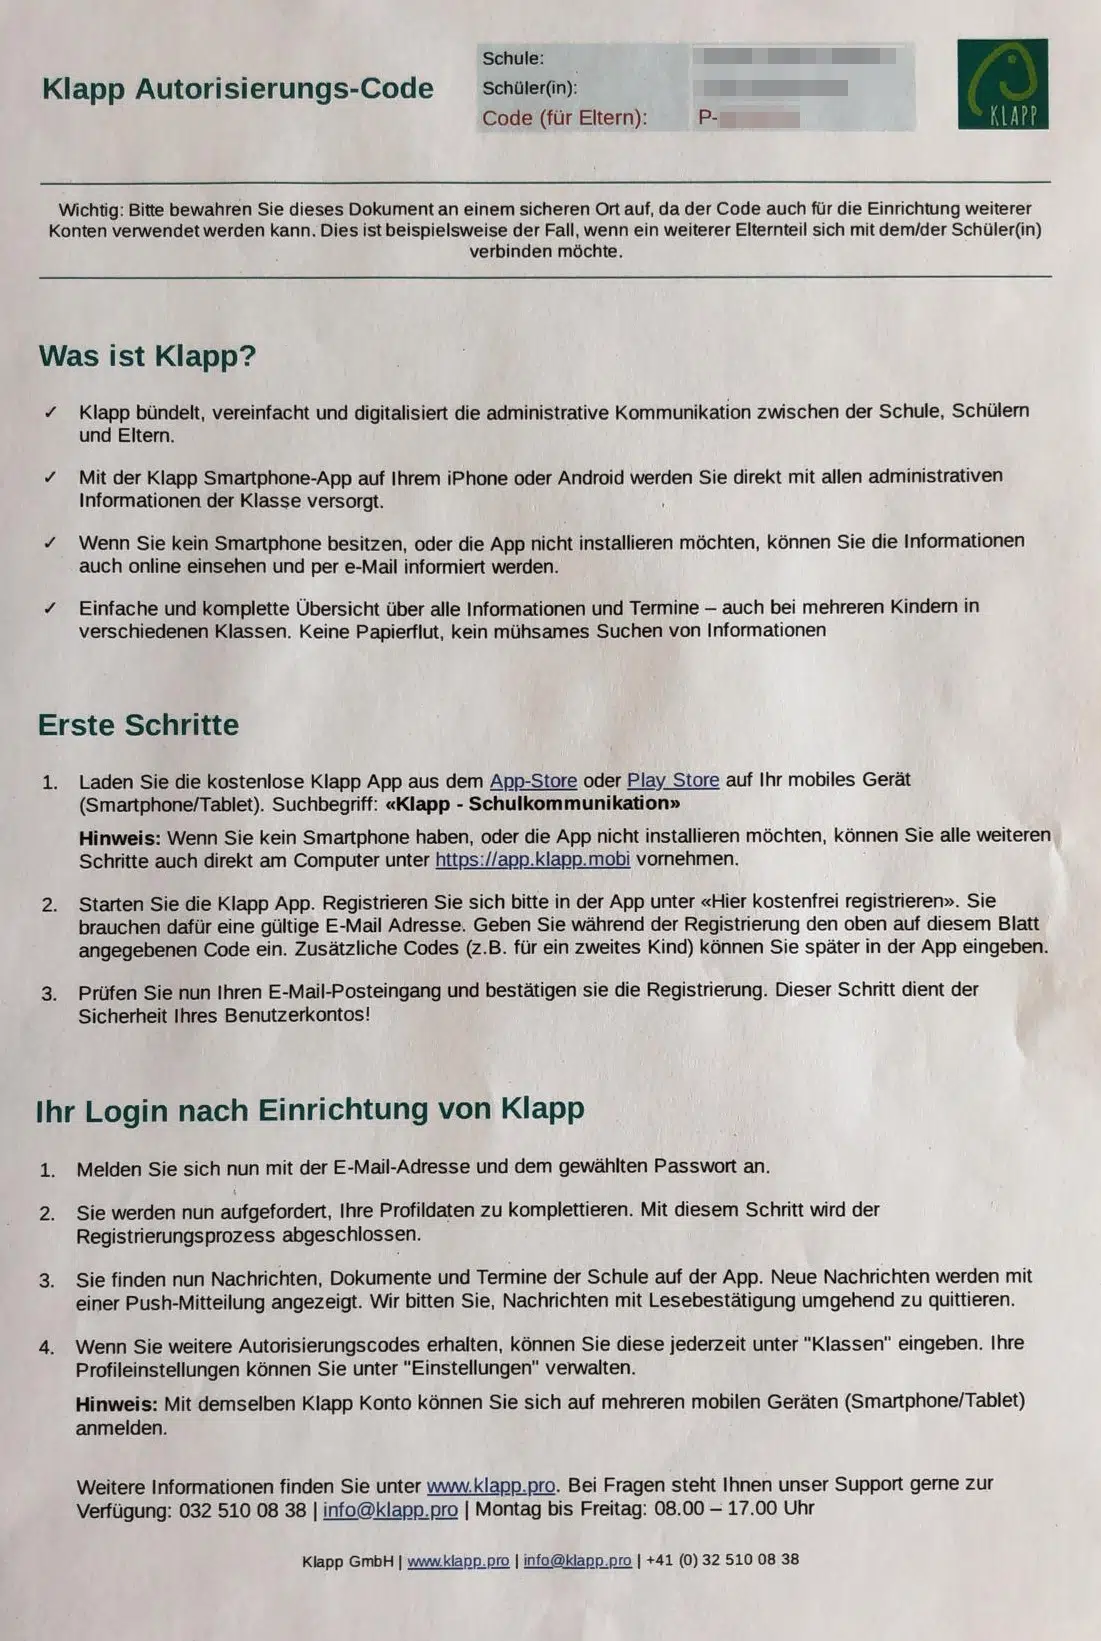 Klapp Autorisierungs-Code
Schule:
Schüler(in):
Code (für Eltern): P-
KLAPP
Wichtig: Bitte bewahren Sie dieses Dokument an einem sicheren Ort auf, da der Code auch für die Einrichtung weiterer
Konten verwendet werden kann. Dies ist beispielsweise der Fall, wenn ein weiterer Elternteil sich mit dem/der Schüler(in)
verbinden möchte.
Was ist Klapp?
✓ Klapp bündelt, vereinfacht und digitalisiert die administrative Kommunikation zwischen der Schule, Schülern
und Eltern.
✓ Mit der Klapp Smartphone-App auf Ihrem iPhone oder Android werden Sie direkt mit allen administrativen
Informationen der Klasse versorgt.
✓ Wenn Sie kein Smartphone besitzen, oder die App nicht installieren möchten, können Sie die Informationen
auch online einsehen und per e-Mail informiert werden.
✓ Einfache und komplette Übersicht über alle Informationen und Termine – auch bei mehreren Kindern in
verschiedenen Klassen. Keine Papierflut, kein mühsames Suchen von Informationen
Erste Schritte
1. Laden Sie die kostenlose Klapp App aus dem App-Store oder Play Store auf Ihr mobiles Gerät
(Smartphone/Tablet). Suchbegriff: «Klapp - Schulkommunikation»
Hinweis: Wenn Sie kein Smartphone haben, oder die App nicht installieren möchten, können Sie alle weiteren
Schritte auch direkt am Computer unter https://app.klapp.mobi vornehmen.
2. Starten Sie die Klapp App. Registrieren Sie sich bitte in der App unter «Hier kostenfrei registrieren». Sie
brauchen dafür eine gültige E-Mail Adresse. Geben Sie während der Registrierung den oben auf diesem Blatt
angegebenen Code ein. Zusätzliche Codes (z.B. für ein zweites Kind) können Sie später in der App eingeben.
3. Prüfen Sie nun Ihren E-Mail-Posteingang und bestätigen sie die Registrierung. Dieser Schritt dient der
Sicherheit Ihres Benutzerkontos!
Ihr Login nach Einrichtung von Klapp
1. Melden Sie sich nun mit der E-Mail-Adresse und dem gewählten Passwort an.
2. Sie werden nun aufgefordert, Ihre Profildaten zu komplettieren. Mit diesem Schritt wird der
Registrierungsprozess abgeschlossen.
3. Sie finden nun Nachrichten, Dokumente und Termine der Schule auf der App. Neue Nachrichten werden mit
einer Push-Mitteilung angezeigt. Wir bitten Sie, Nachrichten mit Lesebestätigung umgehend zu quittieren.
4. Wenn Sie weitere Autorisierungscodes erhalten, können Sie diese jederzeit unter "Klassen" eingeben. Ihre
Profileinstellungen können Sie unter "Einstellungen" verwalten.
Hinweis: Mit demselben Klapp Konto können Sie sich auf mehreren mobilen Geräten (Smartphone/Tablet)
anmelden.
Weitere Informationen finden Sie unter www.klapp.pro. Bei Fragen steht Ihnen unser Support gerne zur
Verfügung: 032 510 08 38 | info@klapp.pro | Montag bis Freitag: 08.00 – 17.00 Uhr
Klapp GmbH | www.klapp.pro | info@klapp.pro | +41 (0) 32 510 08 38